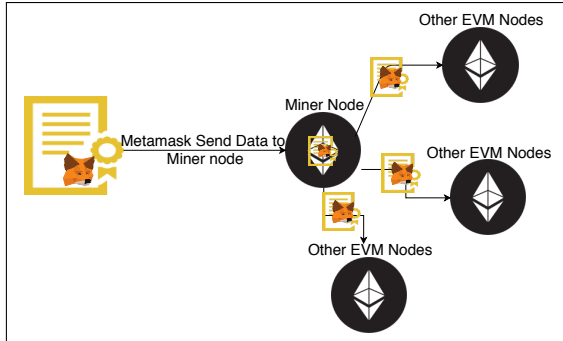 Other EVM Nodes
Miner Node
Metamask Send Data to
Miner node
Other EVM Nodes
Other EVM Nodes